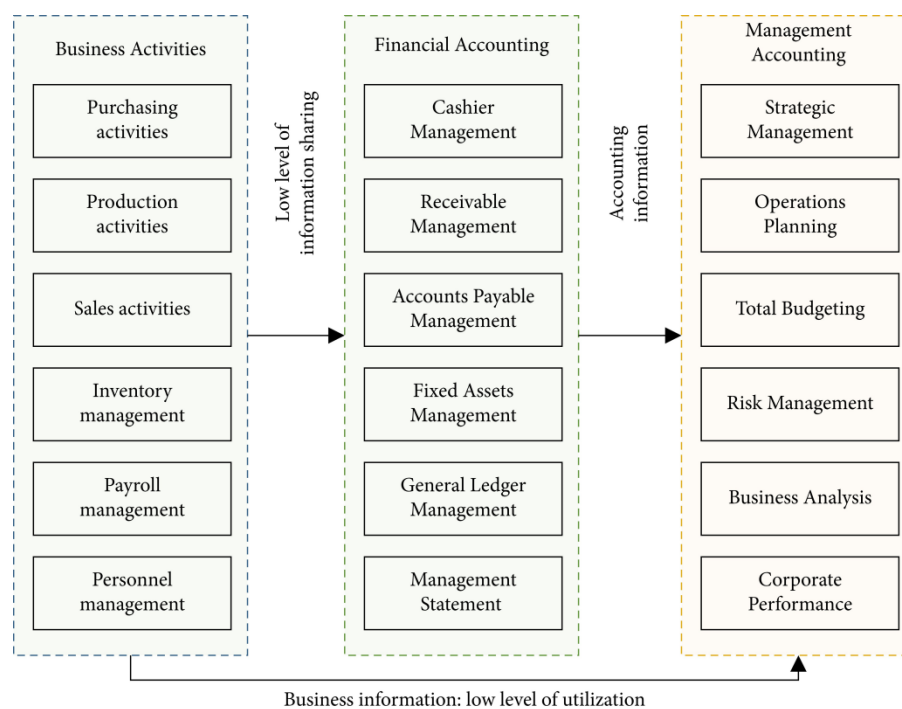 Business Activities
Purchasing
activities
Production
activities
Sales activities
Inventory
management
Payroll
management
Personnel
management
Low level of
information sharing
Financial Accounting
Cashier
Management
Receivable
Management
Accounts Payable
Management
Fixed Assets
Management
General Ledger
Management
Management
Statement
Accounting
information
Management
Accounting
Strategic
Management
Operations
Planning
Total Budgeting
Risk Management
Business Analysis
Corporate
Performance
Business information: low level of utilization